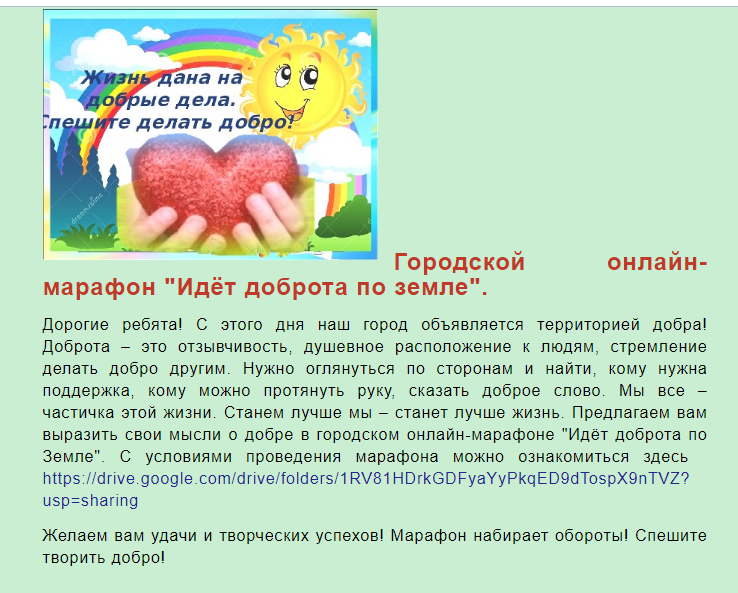 Жизнь дана на
добрые дела.
Спешите делать добро!
dreamstime
Городской онлайн-
марафон "Идёт доброта по земле".
Дорогие ребята! С этого дня наш город объявляется территорией добра!
Доброта – это отзывчивость, душевное расположение к людям, стремление
делать добро другим. Нужно оглянуться по сторонам и найти, кому нужна
поддержка, кому можно протянуть руку, сказать доброе слово. Мы все –
частичка этой жизни. Станем лучше мы – станет лучше жизнь. Предлагаем вам
выразить свои мысли о добре в городском онлайн-марафоне "Идёт доброта по
Земле". С условиями проведения марафона можно ознакомиться здесь
https://drive.google.com/drive/folders/1RV81HDrkGDFyaYyPkqED9dTospX9nTVZ?
usp=sharing
Желаем вам удачи и творческих успехов! Марафон набирает обороты! Спешите
творить добро!